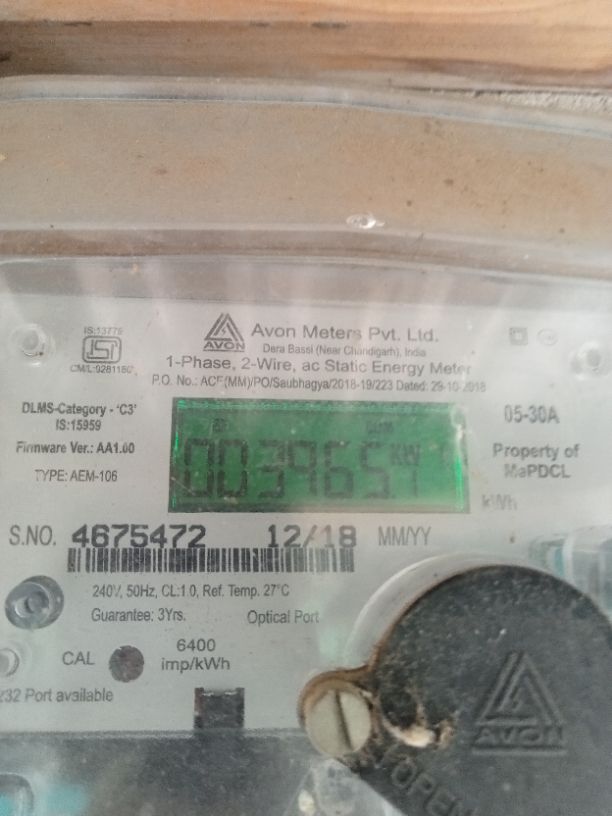 IS:13779
CM/L:9281186
AVON
Avon Meters Pvt. Ltd.
Dera Bassi (Near Chandigarh), India
1-Phase, 2-Wire, ac Static Energy Meter
P.O. No.: ACE(MM)/PO/Saubhagya/2018-19/223 Dated: 29-10-2018
DLMS-Category - 'C3'
IS:15959
Firmware Ver.: AA1.00
TYPE: AEM-106
003965.1
kWh
05-30A
Property of
MePDCL
S.NO. 4675472 12/18 MM/YY
240V, 50Hz, CL:1.0, Ref. Temp. 27°C
Guarantee: 3Yrs. Optical Port
CAL 6400
imp/kWh
232 Port available
AVON
OPEN